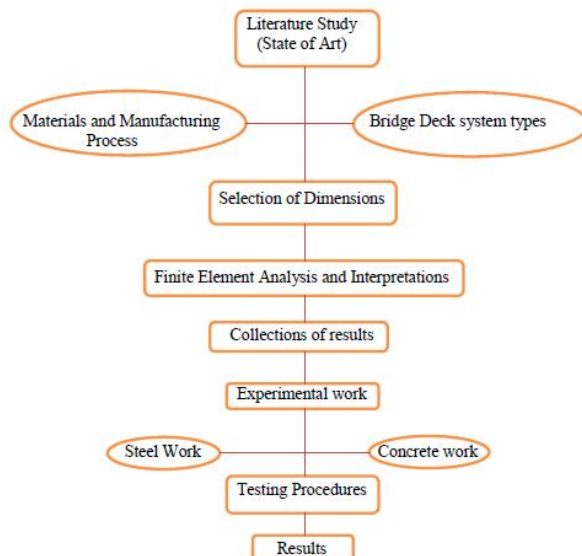 Literature Study
(State of Art)
Materials and Manufacturing
Process
Bridge Deck system types
Selection of Dimensions
Finite Element Analysis and Interpretations
Collections of results
Experimental work
Steel Work
Concrete work
Testing Procedures
Results